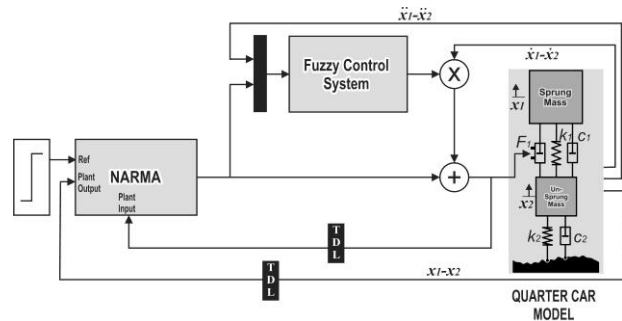 ẍ1-ẍ2
ẋ1-ẋ2
Fuzzy Control
System
X
Sprung
Mass
x1
F1
k1
c1
Ref
NARMA
Plant
Output
Plant
Input
+
Un-
Sprung
Mass
x2
k2
c2
TDL
x1-x2
TDL
QUARTER CAR
MODEL